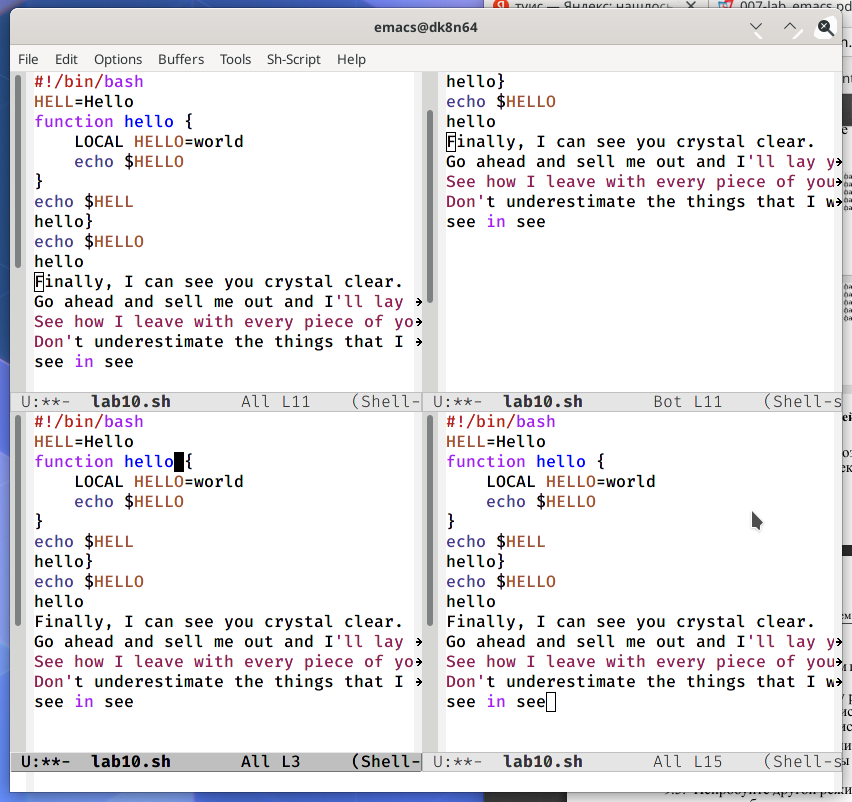 туис — Яндекс: нашлось
007-lab_emacs.pd
emacs@dk8n64
File Edit Options Buffers Tools Sh-Script Help
#!/bin/bash
HELL=Hello
function hello {
    LOCAL HELLO=world
    echo $HELLO
}
echo $HELL
hello}
echo $HELLO
hello
Finally, I can see you crystal clear.
Go ahead and sell me out and I'll lay
See how I leave with every piece of yo
Don't underestimate the things that I
see in see
U:**-  lab10.sh       All L11    (Shell-
hello}
echo $HELLO
hello
Finally, I can see you crystal clear.
Go ahead and sell me out and I'll lay y
See how I leave with every piece of you
Don't underestimate the things that I w
see in see
U:**-  lab10.sh       Bot L11    (Shell-s
#!/bin/bash
HELL=Hello
function hello {
    LOCAL HELLO=world
    echo $HELLO
}
echo $HELL
hello}
echo $HELLO
hello
Finally, I can see you crystal clear.
Go ahead and sell me out and I'll lay
See how I leave with every piece of yo
Don't underestimate the things that I
see in see
U:**-  lab10.sh       All L3     (Shell-
#!/bin/bash
HELL=Hello
function hello {
    LOCAL HELLO=world
    echo $HELLO
}
echo $HELL
hello}
echo $HELLO
hello
Finally, I can see you crystal clear.
Go ahead and sell me out and I'll lay y
See how I leave with every piece of you
Don't underestimate the things that I w
see in see
U:**-  lab10.sh       All L15    (Shell-s